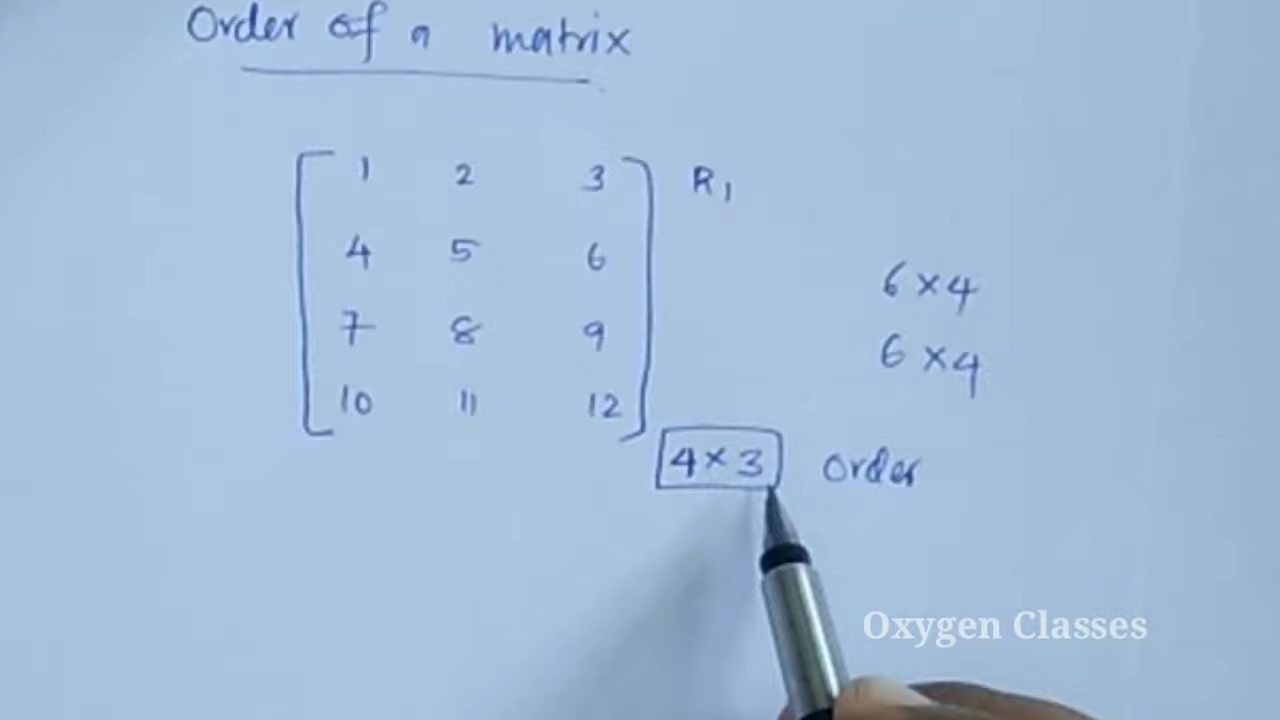 Order of a matrix
1 2 3 R1
4 5 6
7 8 9
10 11 12
6×4
6×4
4×3 Order
Oxygen Classes